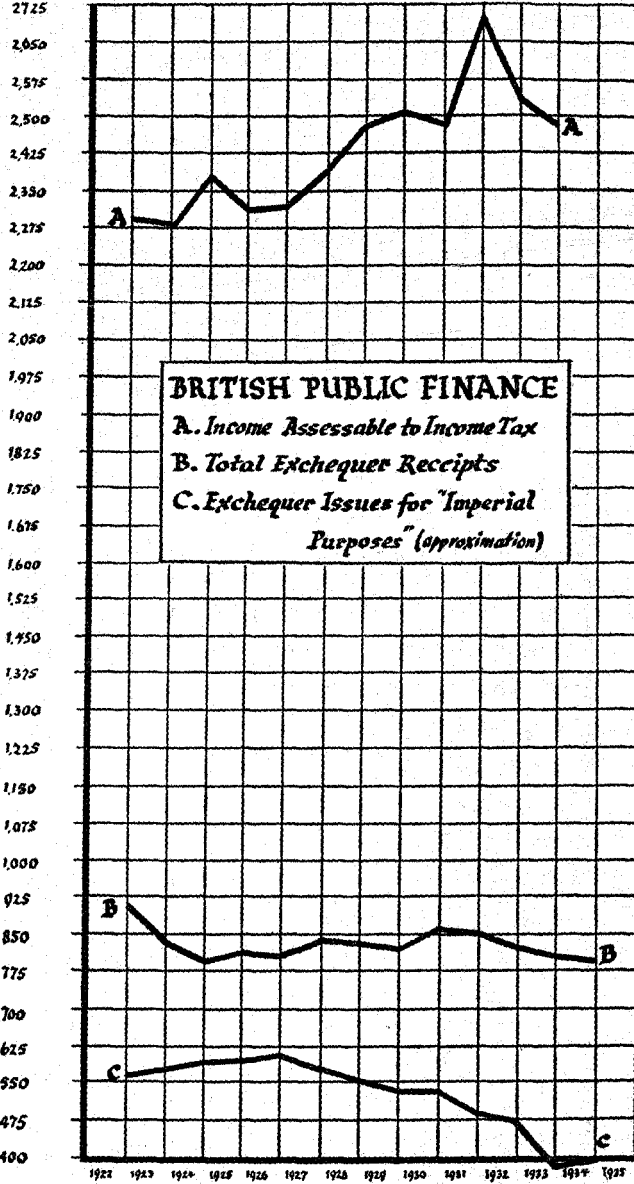 2725
2,650
2,575
2,500
2,425
2,350
2,275
2,200
2,125
2,050
1,975
1,900
1,825
1,750
1,675
1,600
1,525
1,450
1,375
1,300
1,225
1,150
1,075
1,000
925
850
775
700
625
550
475
400
A
A
BRITISH PUBLIC FINANCE
A. Income Assessable to Income Tax
B. Total Exchequer Receipts
C. Exchequer Issues for "Imperial
Purposes" (approximation)
B
B
C
C
1922 1923 1924 1925 1926 1927 1928 1929 1930 1931 1932 1933 1934 1935